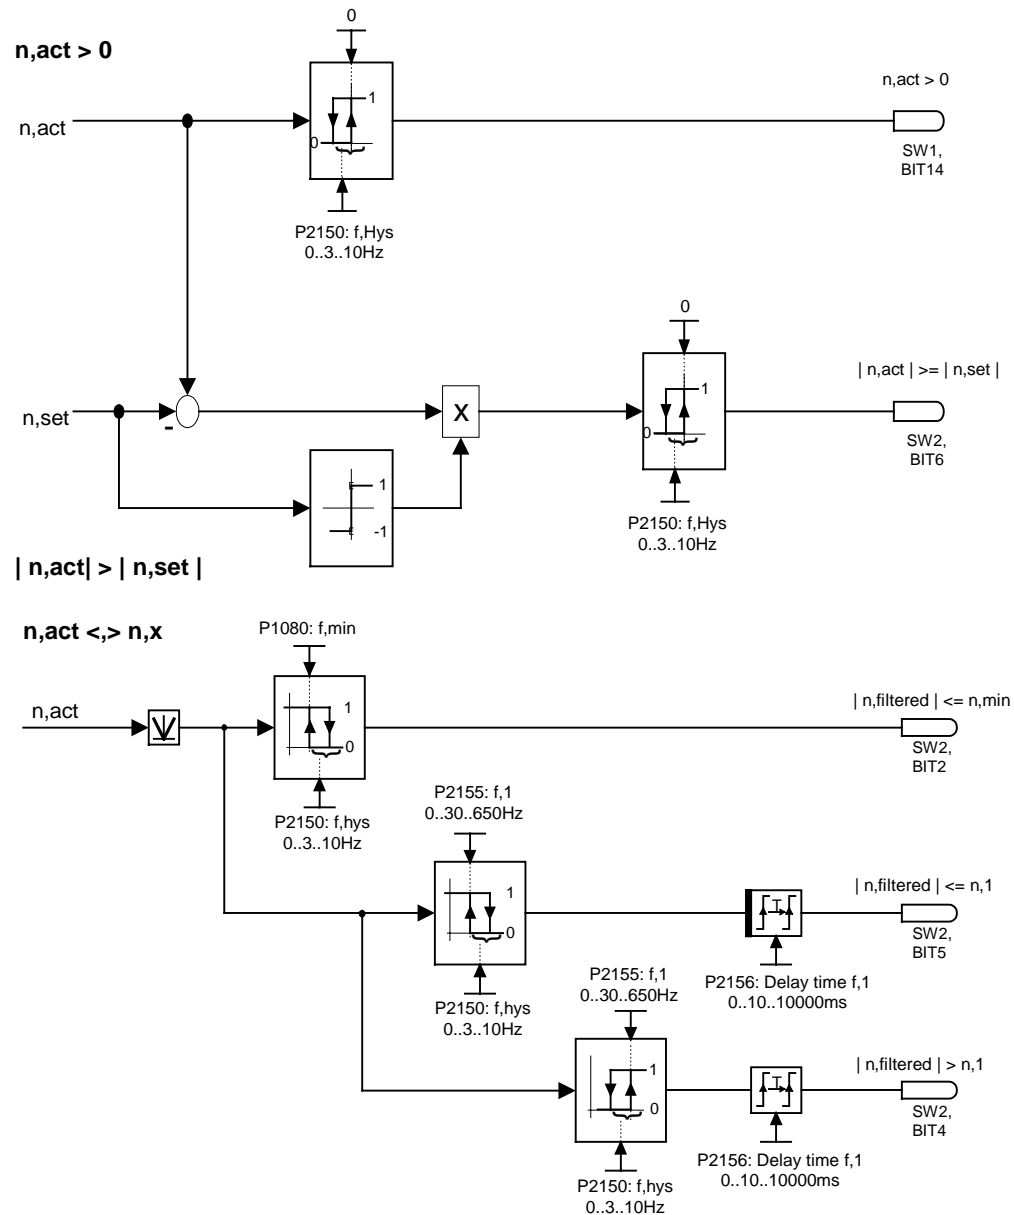 0
n,act > 0
n,act > 0
n,act
1
0
SW1,
BIT14
P2150: f,Hys
0..3..10Hz
0
| n,act | >= | n,set |
n,set
-
X
1
0
SW2,
BIT6
1
-1
P2150: f,Hys
0..3..10Hz
| n,act| > | n,set |
n,act <,> n,x
P1080: f,min
n,act
1
0
| n,filtered | <= n,min
SW2,
BIT2
P2150: f,hys
0..3..10Hz
P2155: f,1
0..30..650Hz
1
0
T
| n,filtered | <= n,1
SW2,
BIT5
P2150: f,hys
0..3..10Hz
P2156: Delay time f,1
0..10..10000ms
P2155: f,1
0..30..650Hz
1
0
T
| n,filtered | > n,1
SW2,
BIT4
P2150: f,hys
0..3..10Hz
P2156: Delay time f,1
0..10..10000ms